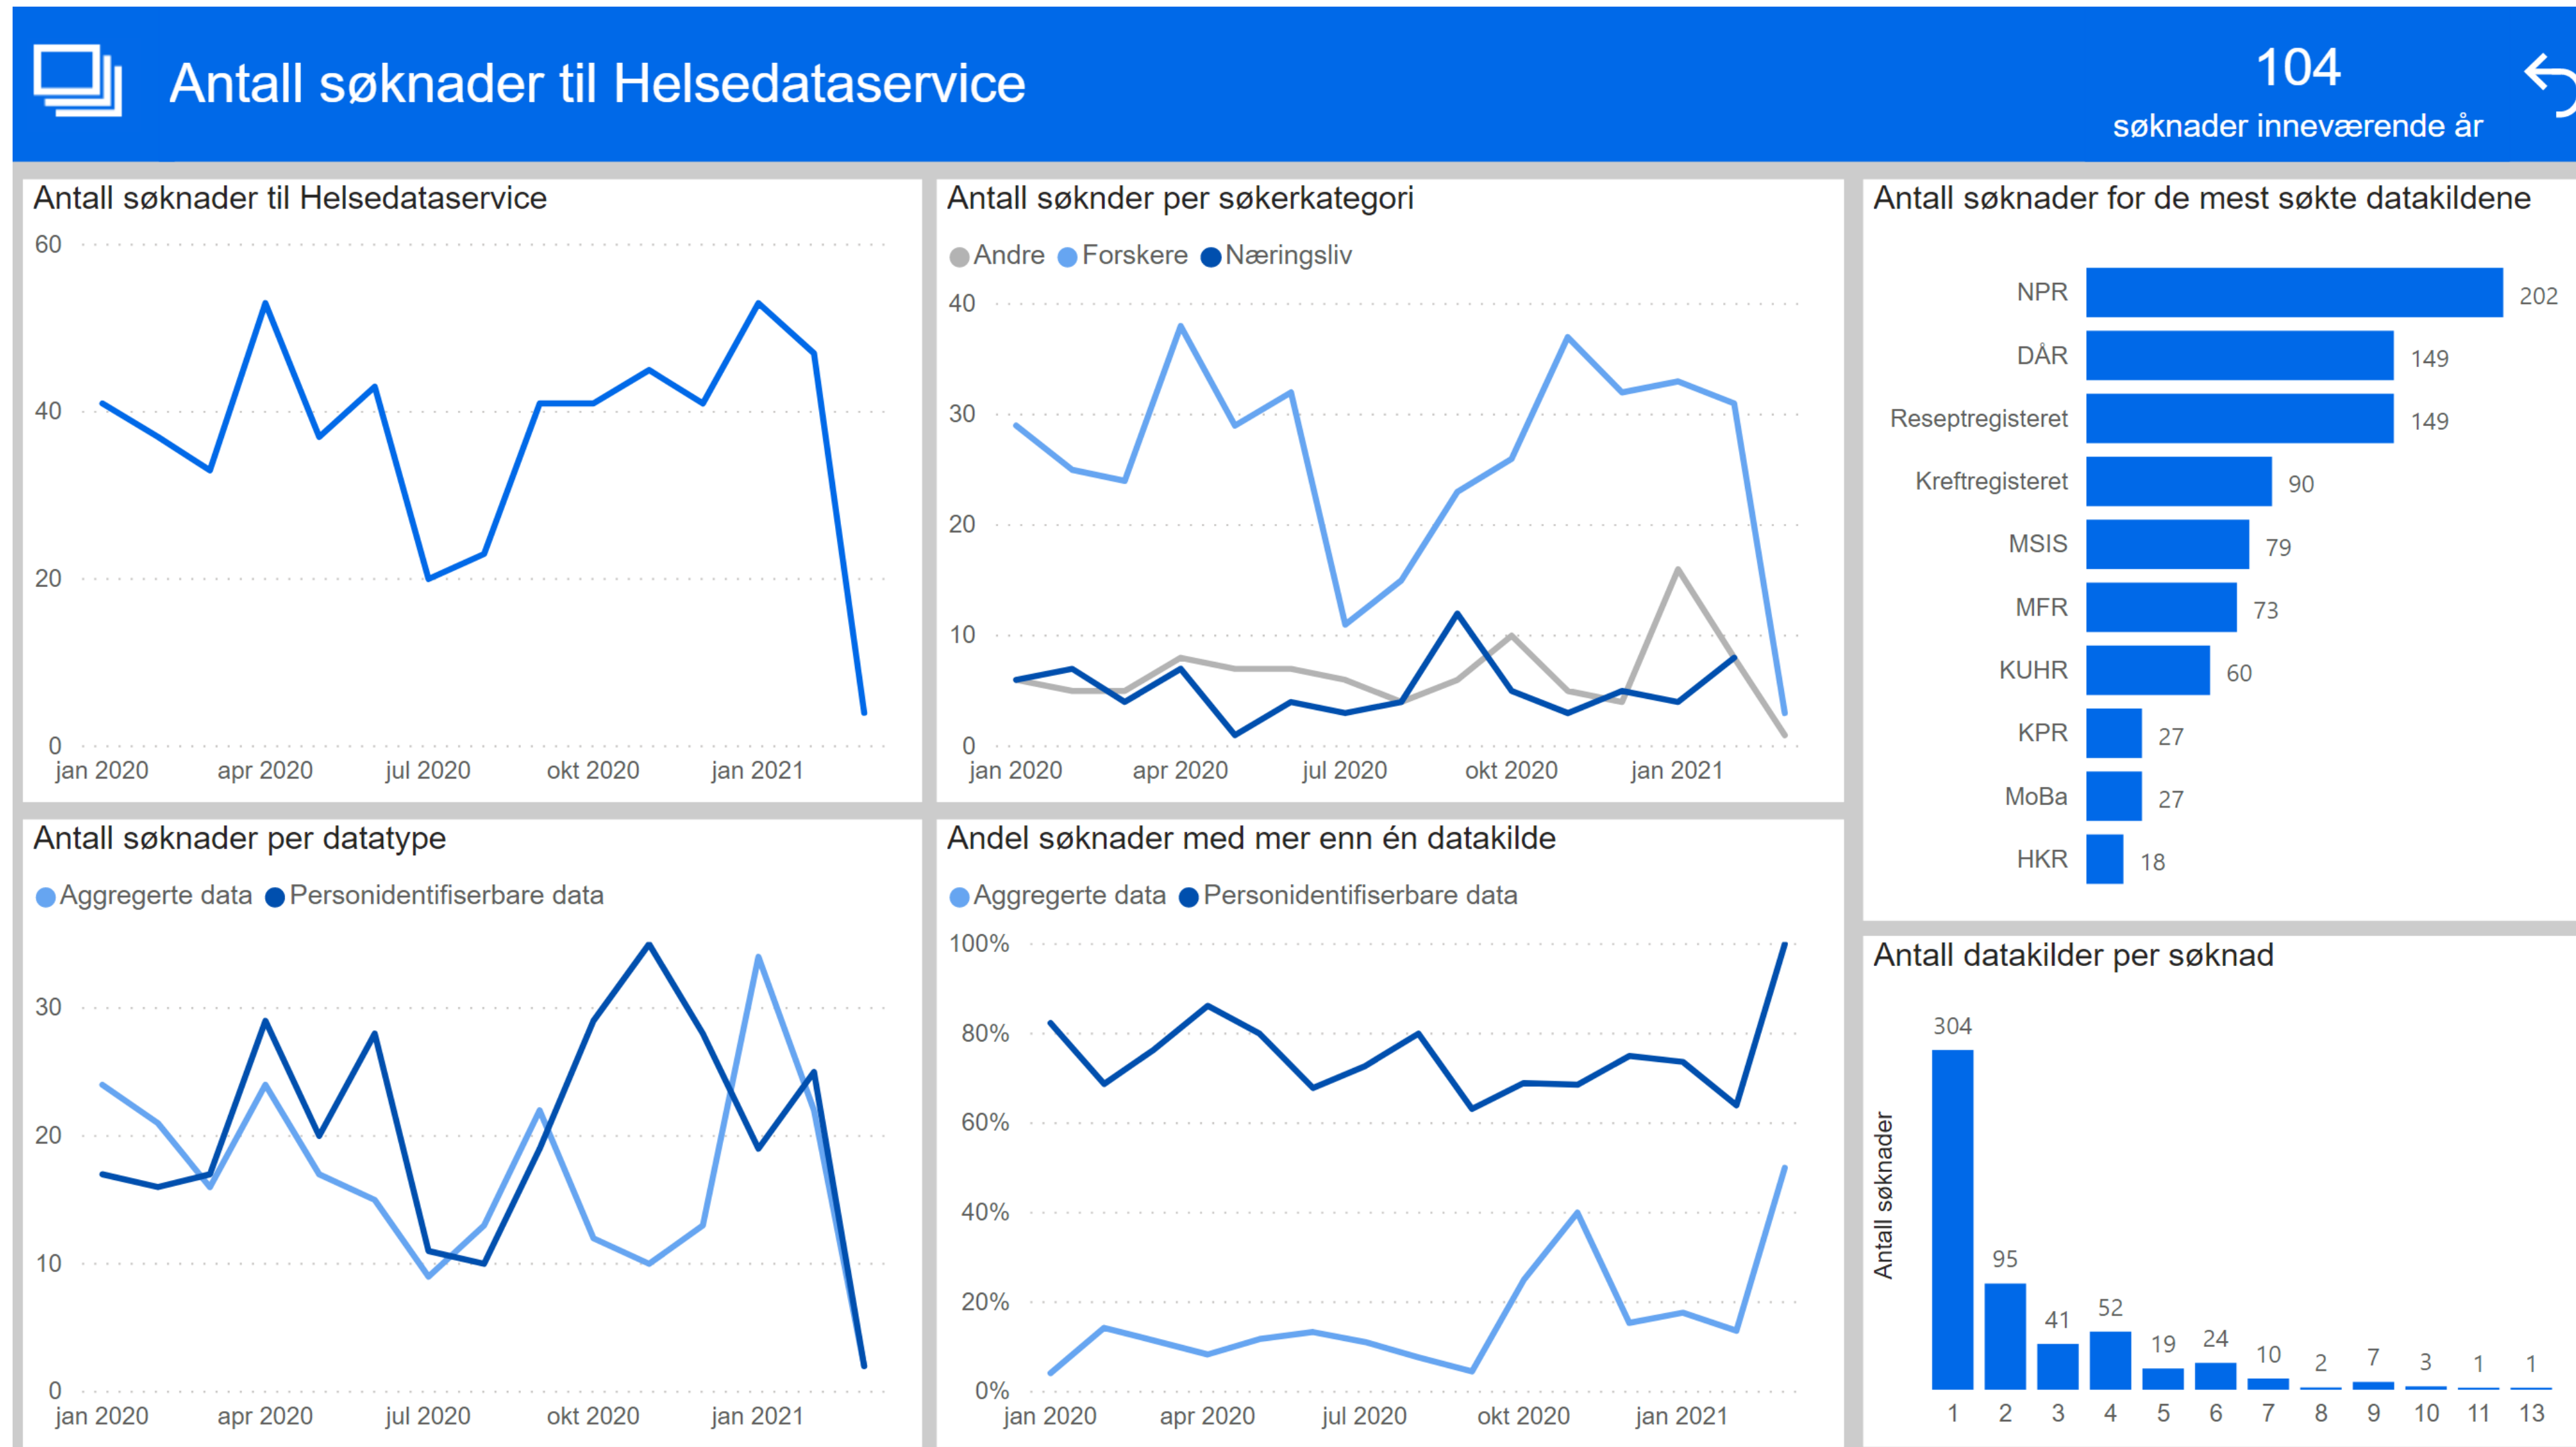 Antall søknader til Helsedataservice
104
søknader inneværende år
Antall søknader til Helsedataservice
60
40
20
0
jan 2020 apr 2020 jul 2020 okt 2020 jan 2021
Antall søknder per søkerkategori
Andre Forskere Næringsliv
40
30
20
10
0
jan 2020 apr 2020 jul 2020 okt 2020 jan 2021
Antall søknader for de mest søkte datakildene
NPR 202
DÅR 149
Reseptregisteret 149
Kreftregisteret 90
MSIS 79
MFR 73
KUHR 60
KPR 27
MoBa 27
HKR 18
Antall søknader per datatype
Aggregerte data Personidentifiserbare data
30
20
10
0
jan 2020 apr 2020 jul 2020 okt 2020 jan 2021
Andel søknader med mer enn én datakilde
Aggregerte data Personidentifiserbare data
100%
80%
60%
40%
20%
0%
jan 2020 apr 2020 jul 2020 okt 2020 jan 2021
Antall datakilder per søknad
Antall søknader
304 95 41 52 19 24 10 2 7 3 1 1
1 2 3 4 5 6 7 8 9 10 11 13